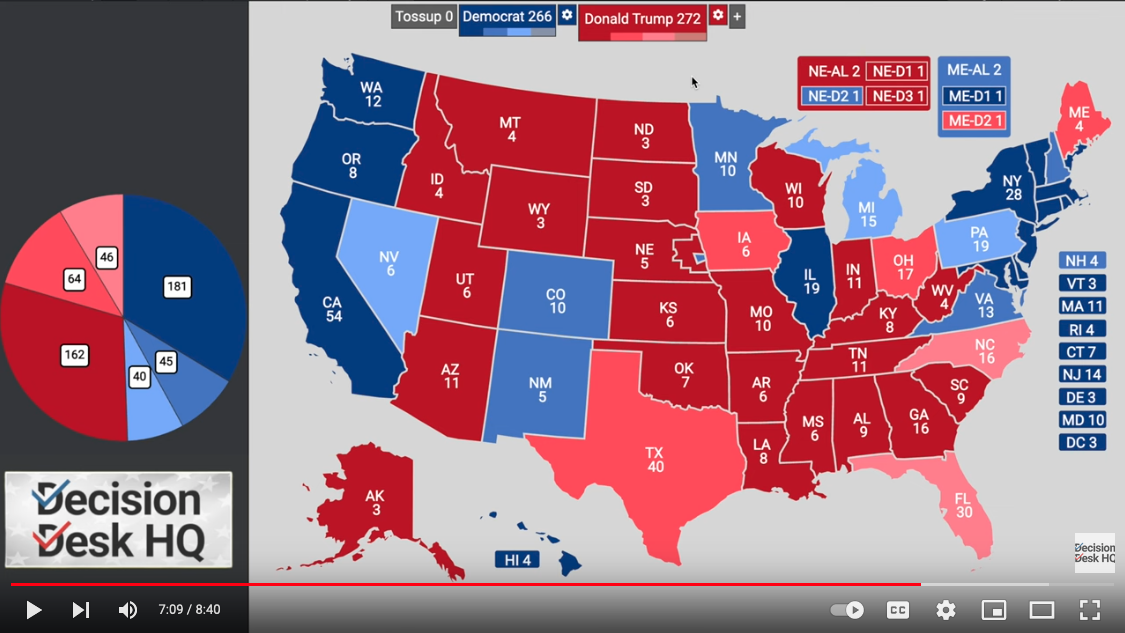 Tossup 0 Democrat 266 Donald Trump 272 +
NE-AL 2 NE-D1 1
NE-D2 1 NE-D3 1
ME-AL 2
ME-D1 1
ME-D2 1
WA
12
OR
8
CA
54
NV
6
ID
4
MT
4
WY
3
UT
6
AZ
11
CO
10
NM
5
ND
3
SD
3
NE
5
KS
6
OK
7
TX
40
MN
10
IA
6
MO
10
AR
6
LA
8
WI
10
IL
19
MI
15
IN
11
OH
17
KY
8
TN
11
MS
6
AL
9
GA
16
SC
9
NC
16
FL
30
WV
4
VA
13
PA
19
NY
28
ME
4
AK
3
HI 4
NH 4
VT 3
MA 11
RI 4
CT 7
NJ 14
DE 3
MD 10
DC 3
46
64
181
162
45
40
Decision
Desk HQ
Decision
Desk HQ
7:09 / 8:40
CC